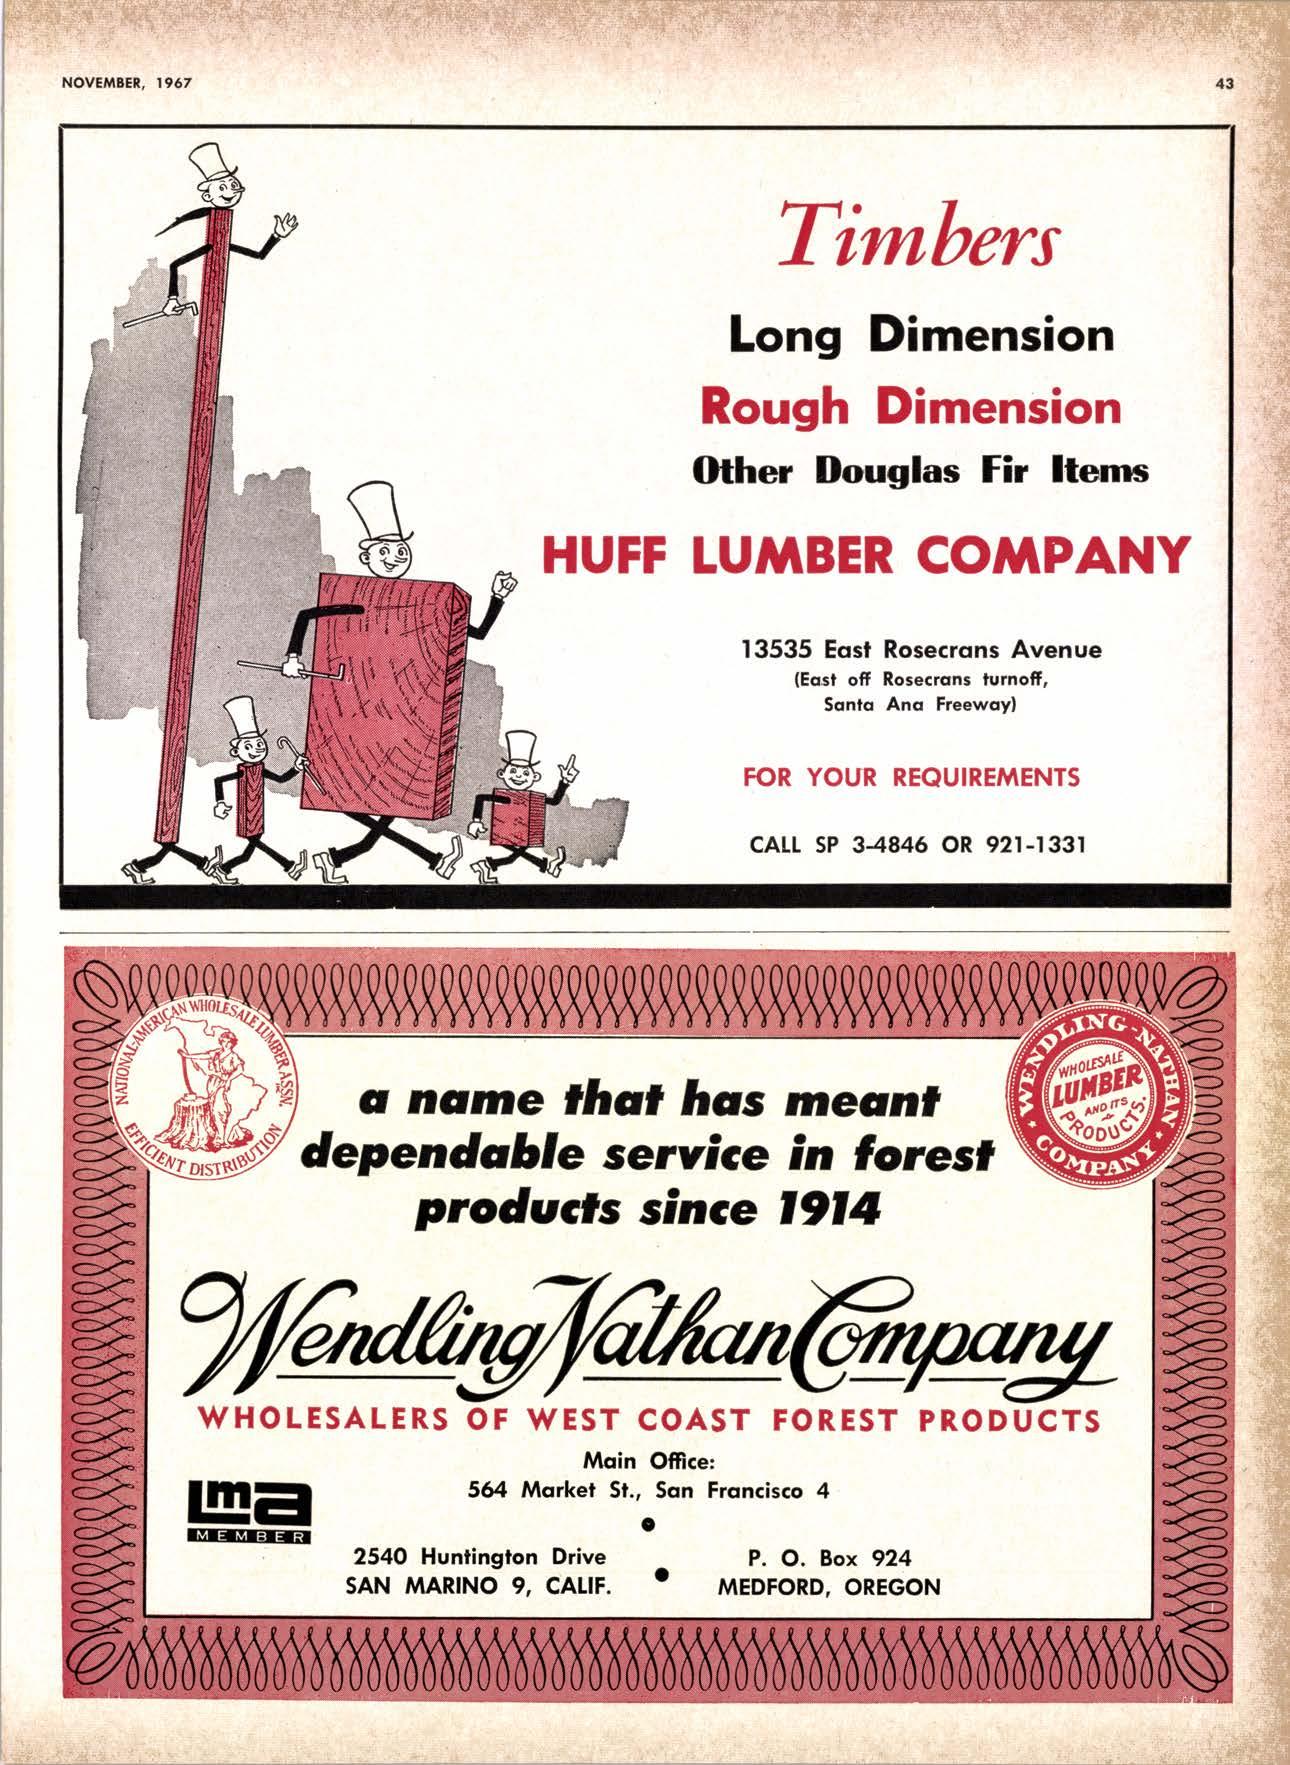 NOVEMBER, 1967
43
Timbers
Long Dimension
Rough Dimension
Other Douglas Fir Items
HUFF LUMBER COMPANY
13535 East Rosecrans Avenue
(East off Rosecrans turnoff,
Santa Ana Freeway)
FOR YOUR REQUIREMENTS
CALL SP 3-4846 OR 921-1331
NATIONAL-AMERICAN WHOLESALE LUMBER ASSN. INC.
EFFICIENT DISTRIBUTION
WENDLING-NATHAN
COMPANY
WHOLESALE
LUMBER
AND ITS
PRODUCTS.
a name that has meant
dependable service in forest
products since 1914
Wendling Nathan Company
WHOLESALERS OF WEST COAST FOREST PRODUCTS
Main Office:
564 Market St., San Francisco 4
lma
MEMBER
2540 Huntington Drive
SAN MARINO 9, CALIF.
P. O. Box 924
MEDFORD, OREGON